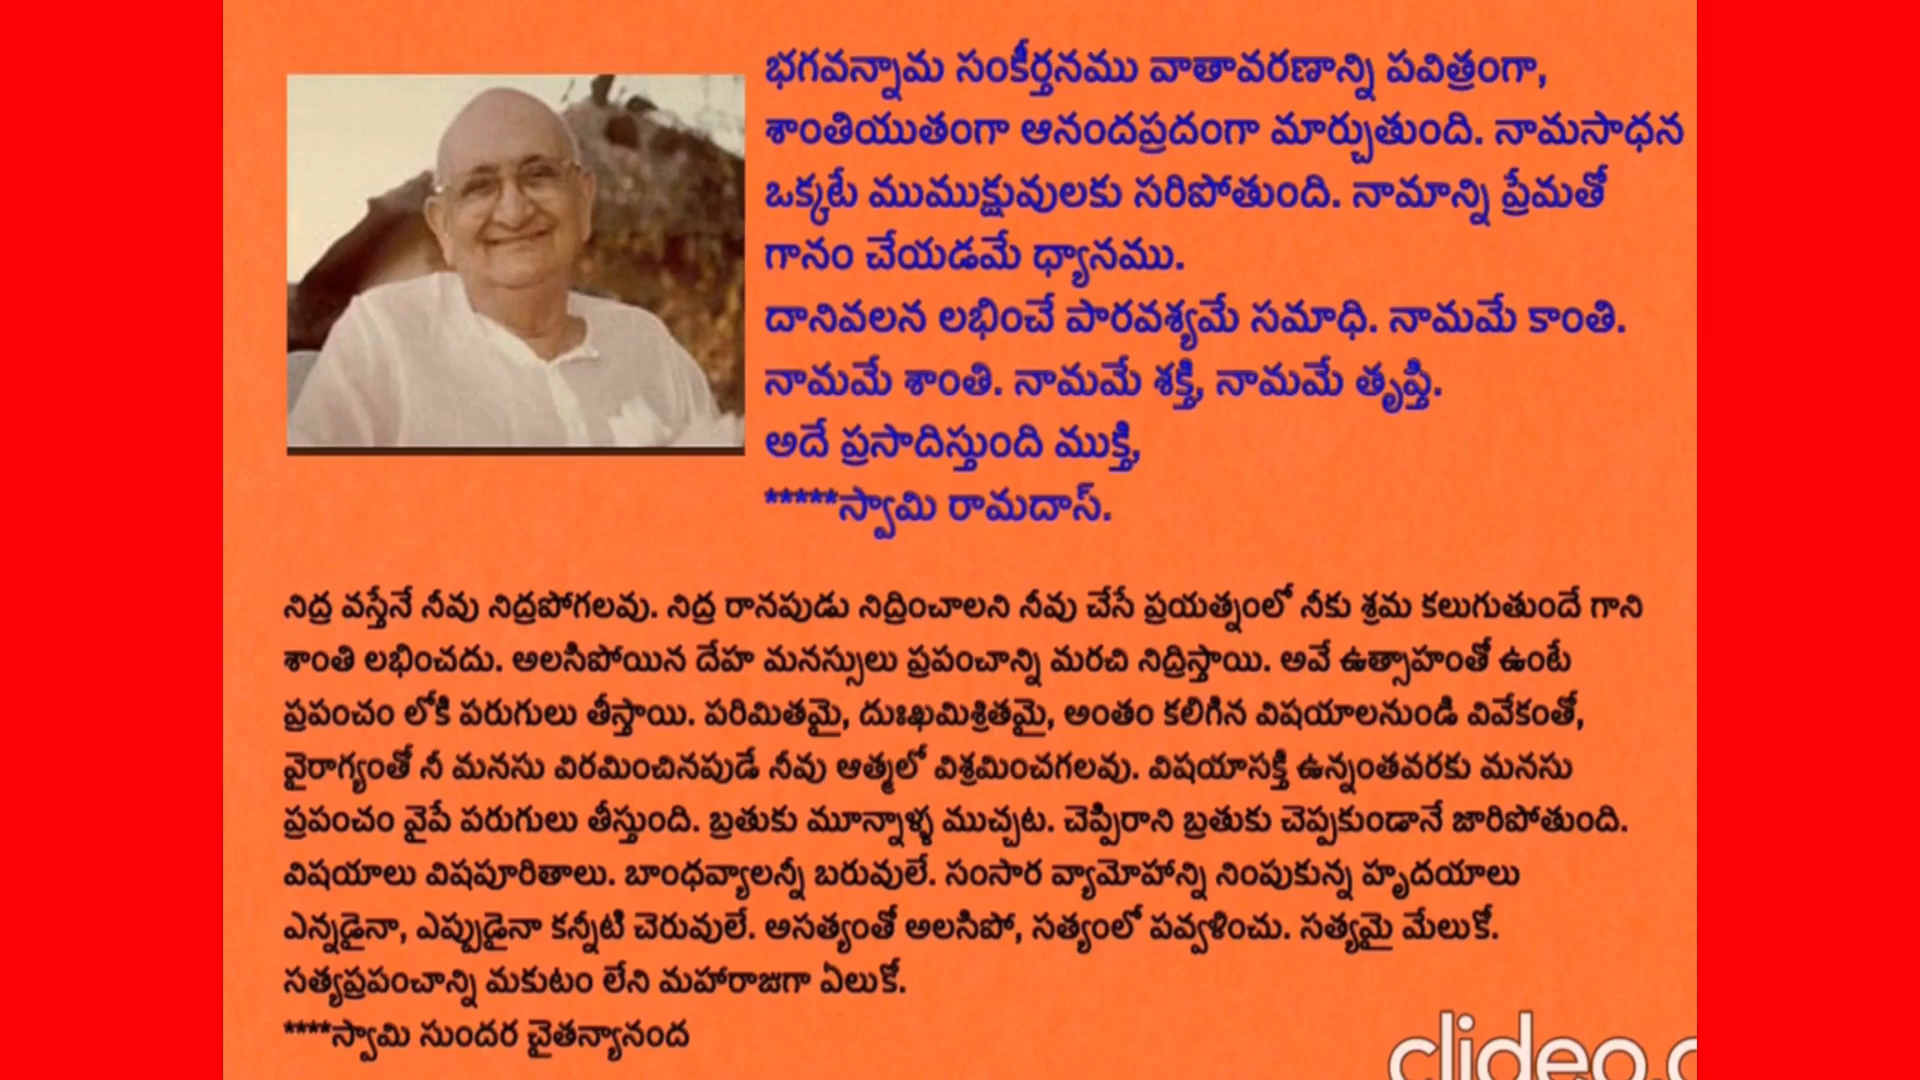 భగవన్నామ సంకీర్తనము వాతావరణాన్ని పవిత్రంగా,
శాంతియుతంగా ఆనందప్రదంగా మార్చుతుంది. నామసాధన
ఒక్కటే ముముక్షువులకు సరిపోతుంది. నామాన్ని ప్రేమతో
గానం చేయడమే ధ్యానము.
దానివలన లభించే పారవశ్యమే సమాధి. నామమే కాంతి.
నామమే శాంతి. నామమే శక్తి, నామమే తృప్తి.
అదే ప్రసాదిస్తుంది ముక్తి,
*****స్వామి రామదాస్.
నిద్ర వస్తేనే నీవు నిద్రపోగలవు. నిద్ర రానపుడు నిద్రించాలని నీవు చేసే ప్రయత్నంలో నీకు శ్రమ కలుగుతుందే గాని
శాంతి లభించదు. అలసిపోయిన దేహ మనస్సులు ప్రపంచాన్ని మరచి నిద్రిస్తాయి. అవే ఉత్సాహంతో ఉంటే
ప్రపంచం లోకి పరుగులు తీస్తాయి. పరిమితమై, దుఃఖమిశ్రితమై, అంతం కలిగిన విషయాలనుండి వివేకంతో,
వైరాగ్యంతో నీ మనసు విరమించినపుడే నీవు ఆత్మలో విశ్రమించగలవు. విషయాసక్తి ఉన్నంతవరకు మనసు
ప్రపంచం వైపే పరుగులు తీస్తుంది. బ్రతుకు మూన్నాళ్ళ ముచ్చట. చెప్పిరాని బ్రతుకు చెప్పకుండానే జారిపోతుంది.
విషయాలు విషపూరితాలు. బాంధవ్యాలన్నీ బరువులే. సంసార వ్యామోహాన్ని నింపుకున్న హృదయాలు
ఎన్నడైనా, ఎప్పుడైనా కన్నీటి చెరువులే. అసత్యంతో అలసిపో, సత్యంలో పవ్వళించు. సత్యమై మేలుకో.
సత్యప్రపంచాన్ని మకుటం లేని మహారాజుగా ఏలుకో.
****స్వామి సుందర చైతన్యానంద
clideo.c